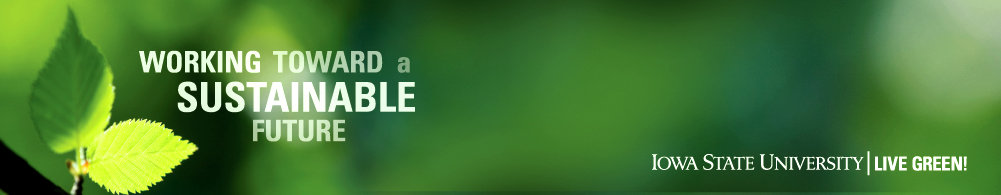 WORKING TOWARD a
SUSTAINABLE
FUTURE
IOWA STATE UNIVERSITY | LIVE GREEN!